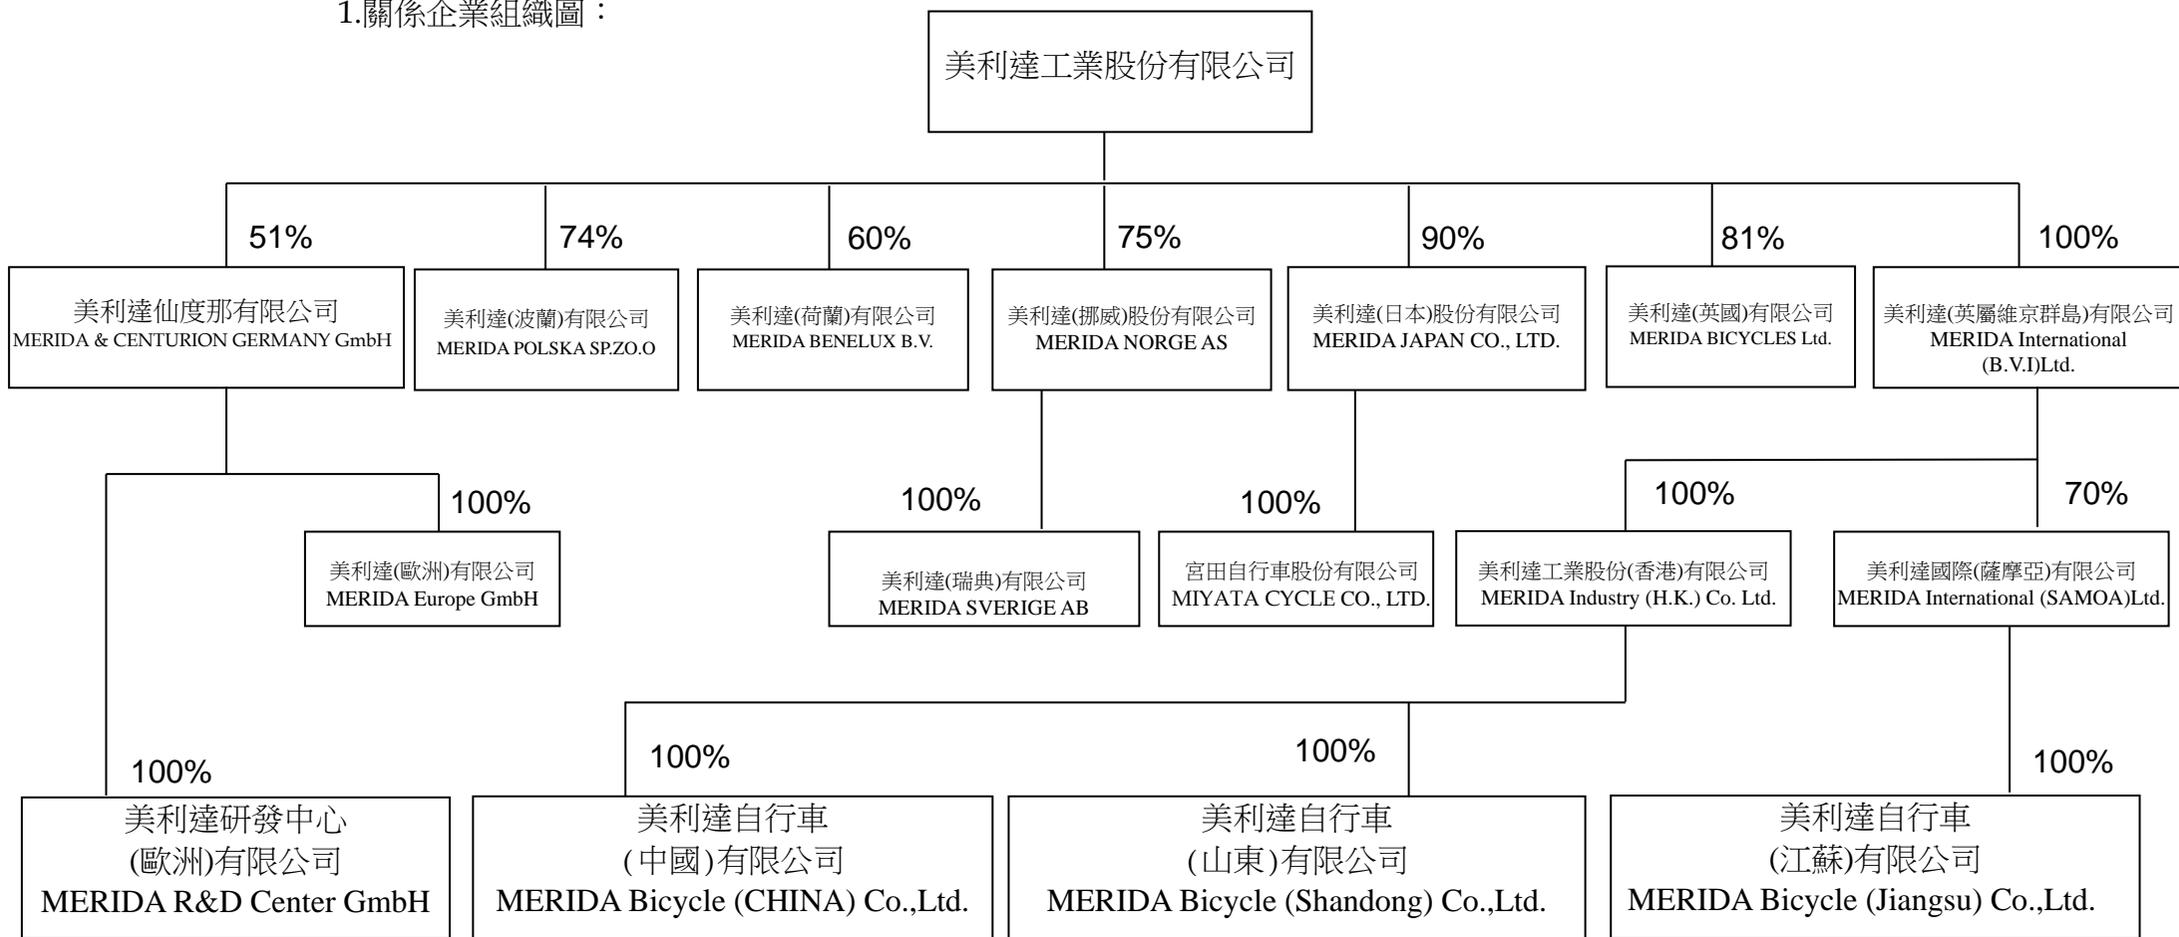 1.關係企業組織圖：
美利達工業股份有限公司
51%
74%
60%
75%
90%
81%
100%
美利達仙度那有限公司
MERIDA & CENTURION GERMANY GmbH
美利達(波蘭)有限公司
MERIDA POLSKA SP.ZO.O
美利達(荷蘭)有限公司
MERIDA BENELUX B.V.
美利達(挪威)股份有限公司
MERIDA NORGE AS
美利達(日本)股份有限公司
MERIDA JAPAN CO., LTD.
美利達(英國)有限公司
MERIDA BICYCLES Ltd.
美利達(英屬維京群島)有限公司
MERIDA International
(B.V.I)Ltd.
100%
100%
100%
100%
70%
美利達(歐洲)有限公司
MERIDA Europe GmbH
美利達(瑞典)有限公司
MERIDA SVERIGE AB
宮田自行車股份有限公司
MIYATA CYCLE CO., LTD.
美利達工業股份(香港)有限公司
MERIDA Industry (H.K.) Co. Ltd.
美利達國際(薩摩亞)有限公司
MERIDA International (SAMOA)Ltd.
100%
100%
100%
100%
美利達研發中心
(歐洲)有限公司
MERIDA R&D Center GmbH
美利達自行車
(中國)有限公司
MERIDA Bicycle (CHINA) Co.,Ltd.
美利達自行車
(山東)有限公司
MERIDA Bicycle (Shandong) Co.,Ltd.
美利達自行車
(江蘇)有限公司
MERIDA Bicycle (Jiangsu) Co.,Ltd.